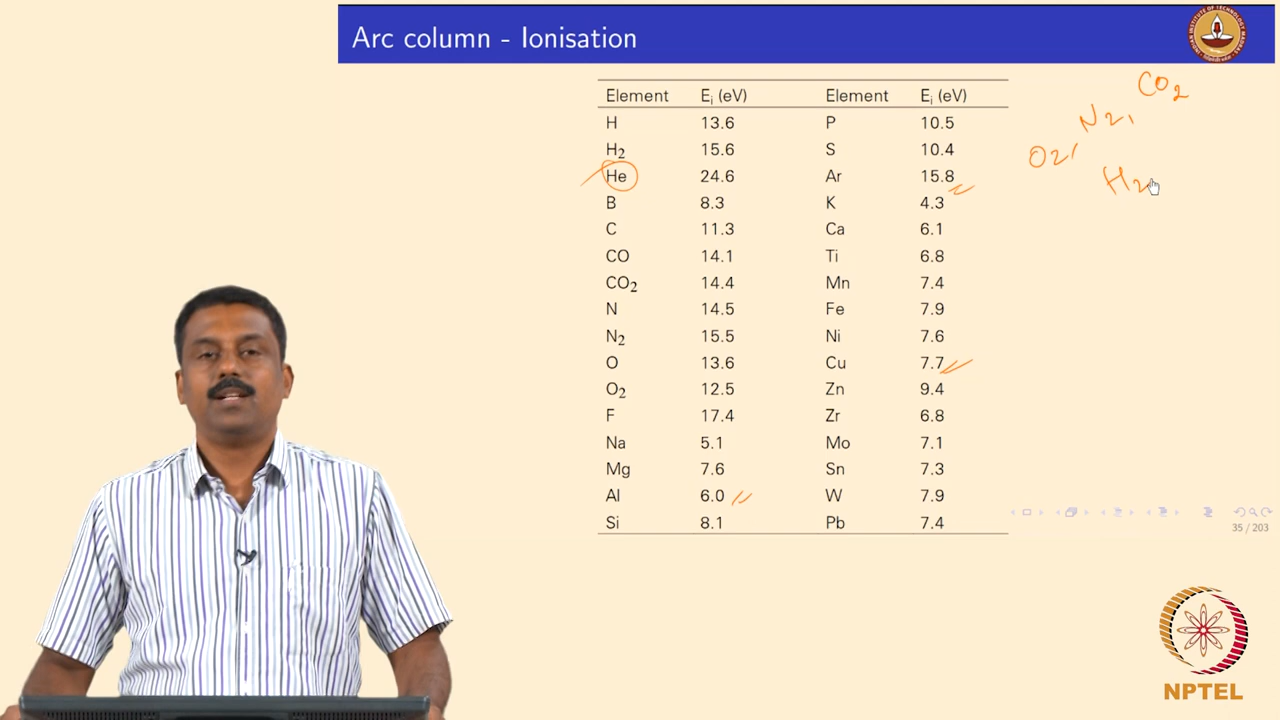 Arc column - Ionisation
Element Ei (eV) Element Ei (eV)
H 13.6 P 10.5
H2 15.6 S 10.4
He 24.6 Ar 15.8
B 8.3 K 4.3
C 11.3 Ca 6.1
CO 14.1 Ti 6.8
CO2 14.4 Mn 7.4
N 14.5 Fe 7.9
N2 15.5 Ni 7.6
O 13.6 Cu 7.7
O2 12.5 Zn 9.4
F 17.4 Zr 6.8
Na 5.1 Mo 7.1
Mg 7.6 Sn 7.3
Al 6.0 W 7.9
Si 8.1 Pb 7.4
CO2
N2,
O2,
H2
35 / 203
NPTEL